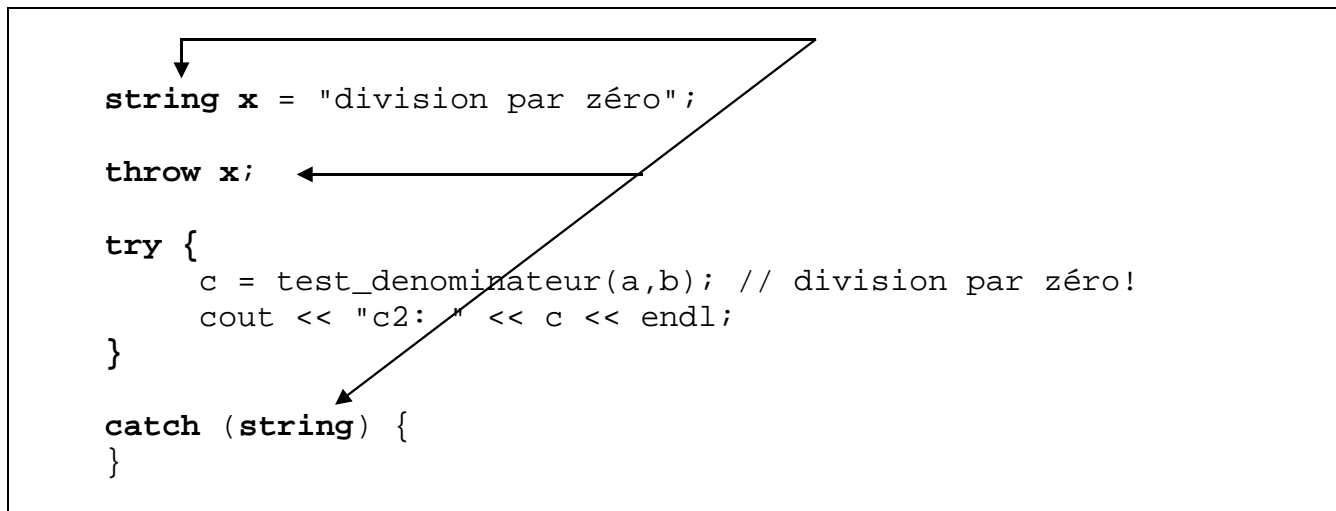 string x = "division par zéro";
throw x;
try {
c = test_denominateur(a,b); // division par zéro!
cout << "c2: " << c << endl;
}
catch (string) {
}